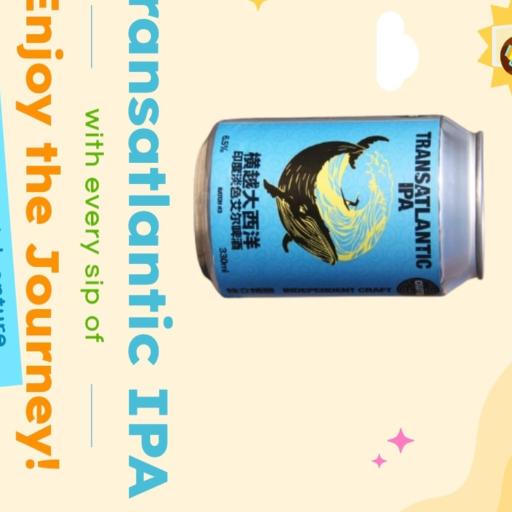 TRANSATLANTIC
IPA
横越大西洋
印度淡色艾尔啤酒
6.5%
330ml
INDEPENDENT CRAFT
ransatlantic IPA
with every sip of
Enjoy the Journey!